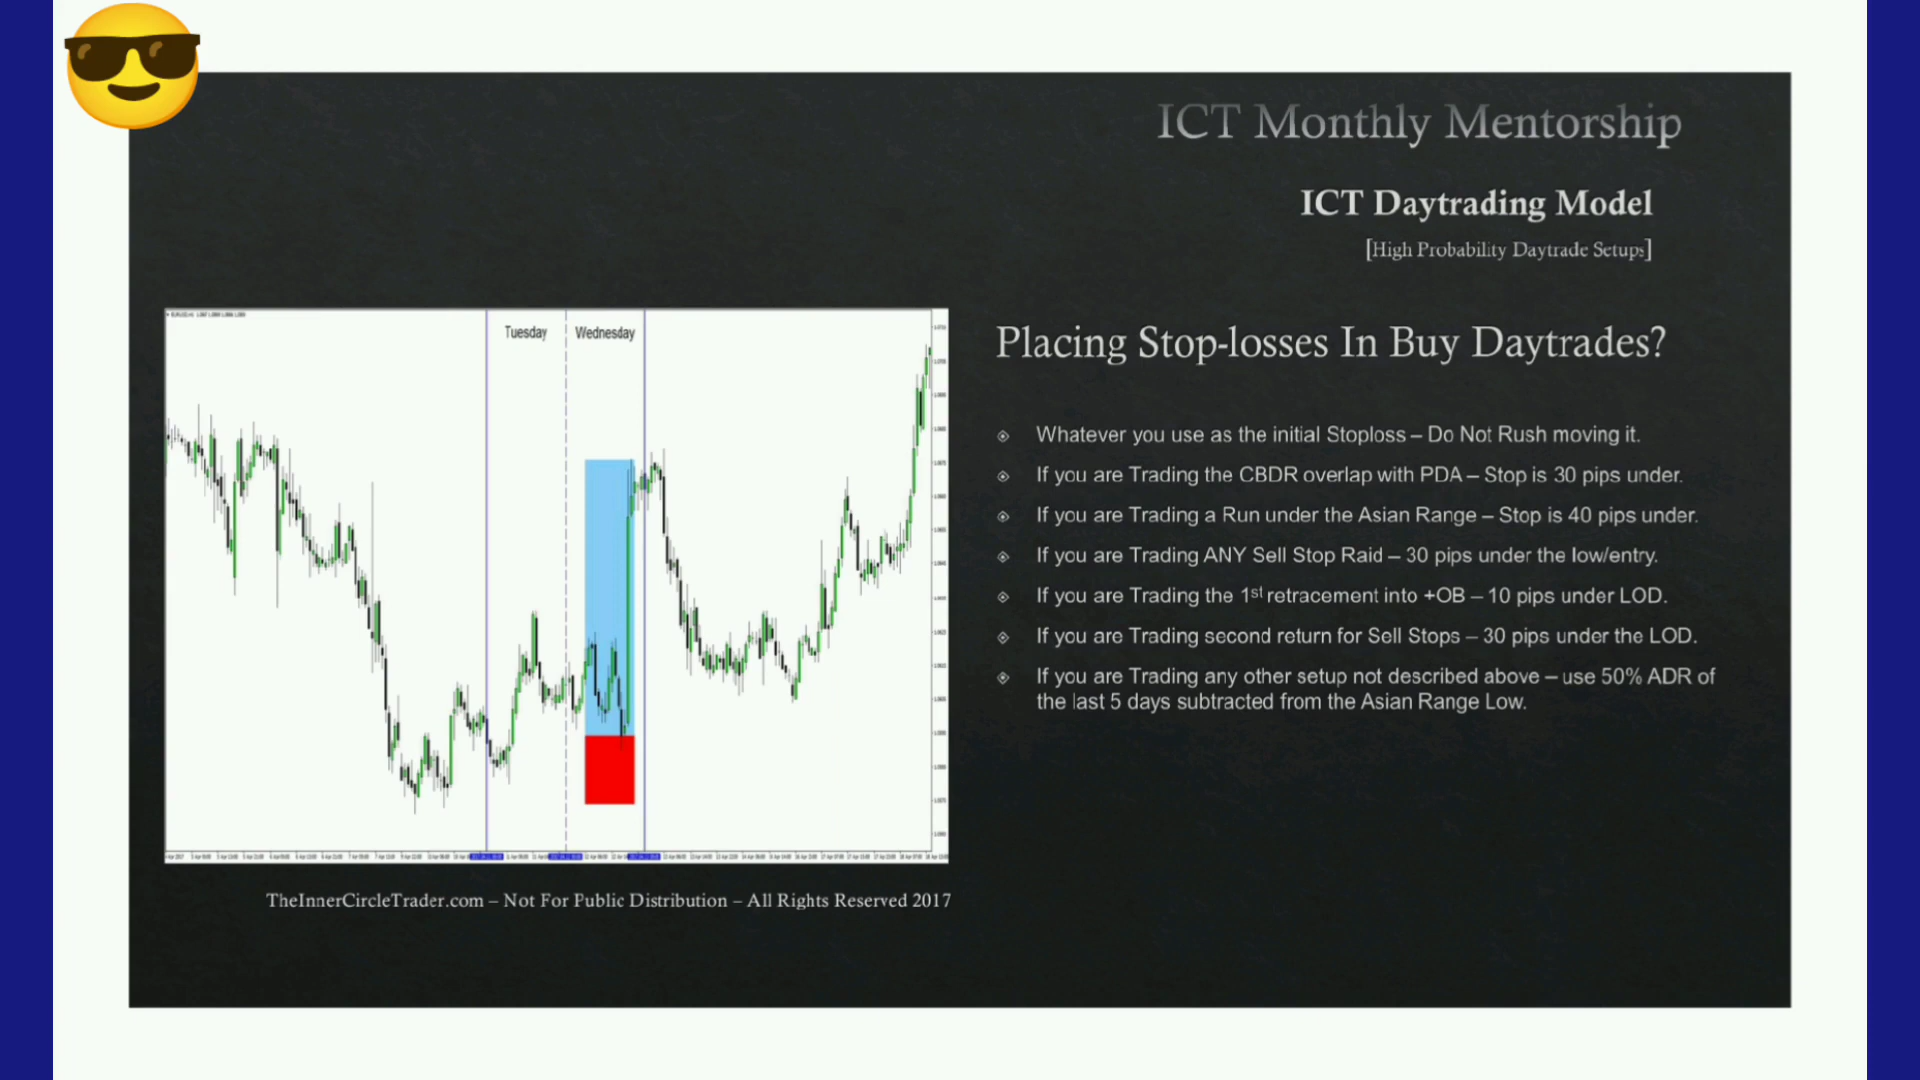 ICT Monthly Mentorship
ICT Daytrading Model
[High Probability Daytrade Setups]
Tuesday
Wednesday
Placing Stop-losses In Buy Daytrades?
Whatever you use as the initial Stoploss – Do Not Rush moving it.
If you are Trading the CBDR overlap with PDA – Stop is 30 pips under.
If you are Trading a Run under the Asian Range – Stop is 40 pips under.
If you are Trading ANY Sell Stop Raid – 30 pips under the low/entry.
If you are Trading the 1st retracement into +OB – 10 pips under LOD.
If you are Trading second return for Sell Stops – 30 pips under the LOD.
If you are Trading any other setup not described above – use 50% ADR of
the last 5 days subtracted from the Asian Range Low.
TheInnerCircleTrader.com – Not For Public Distribution – All Rights Reserved 2017